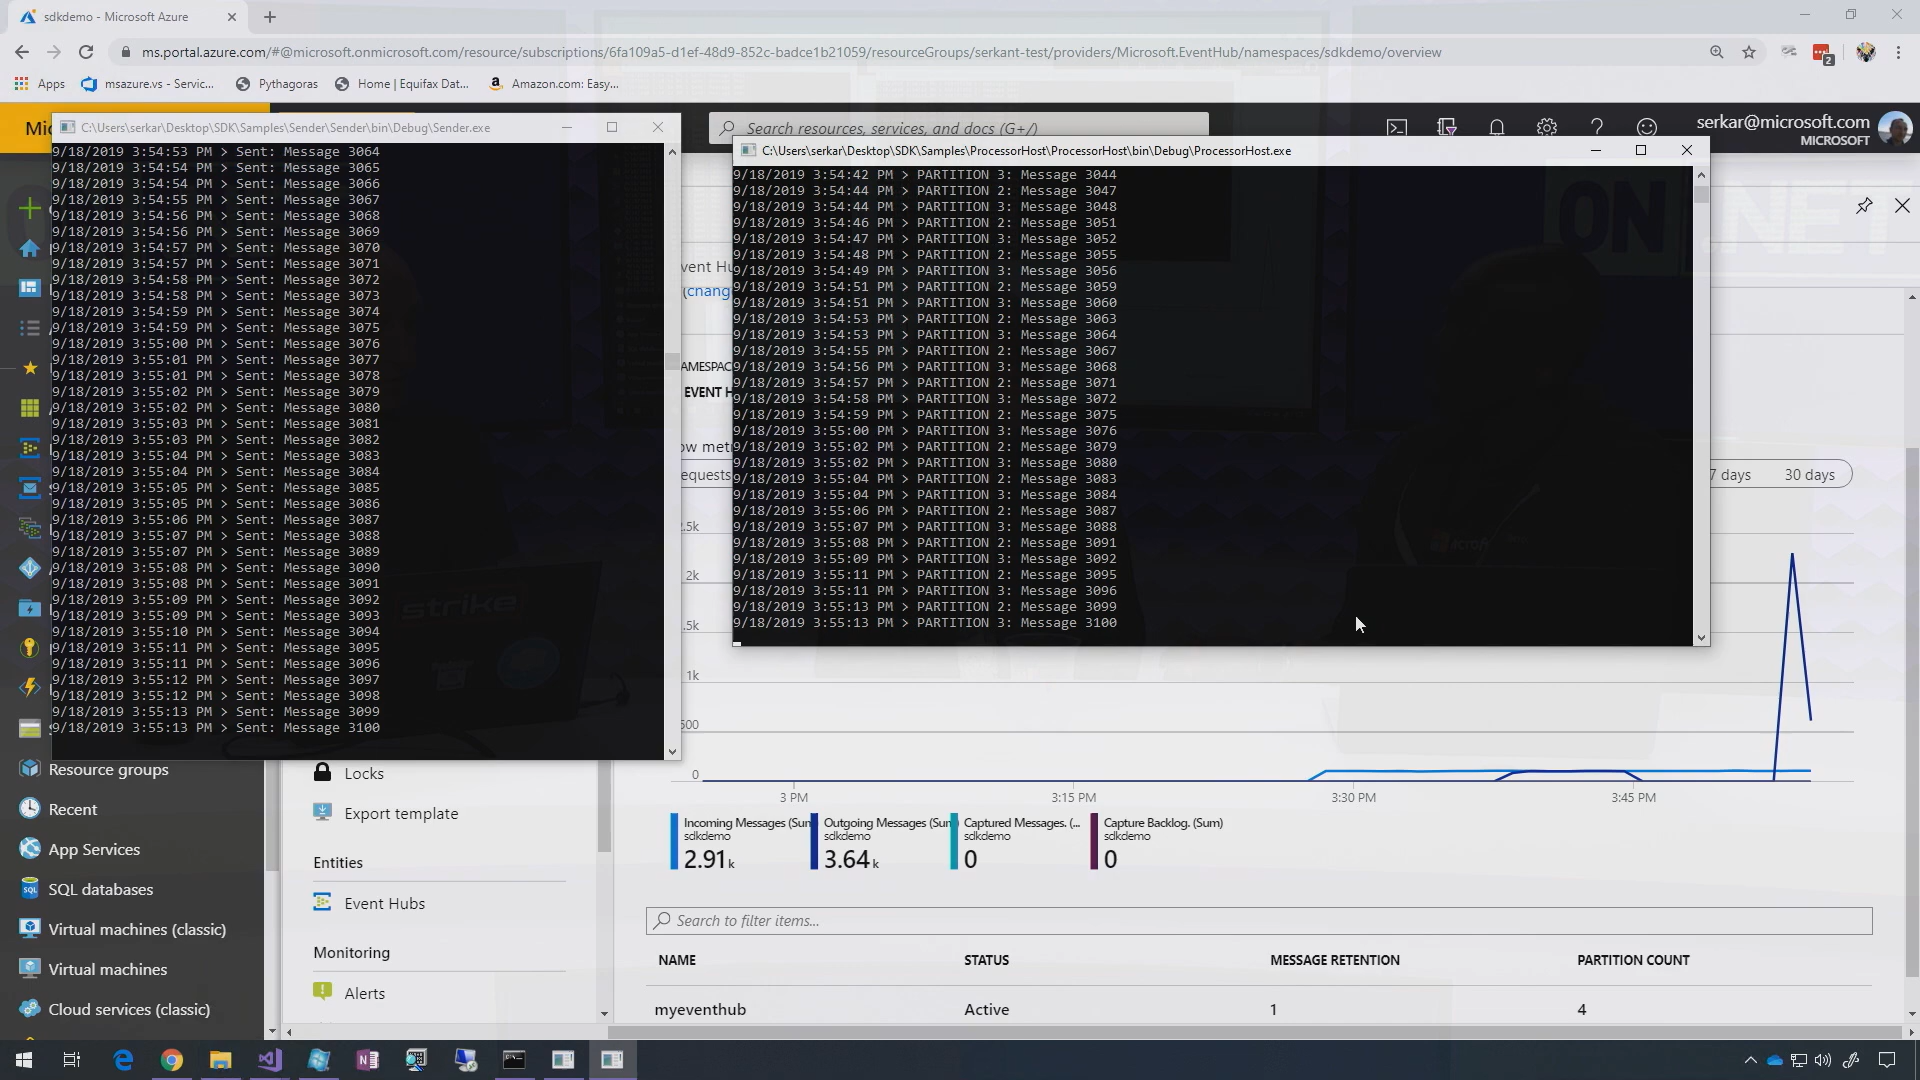 sdkdemo - Microsoft Azure
ms.portal.azure.com/#@microsoft.onmicrosoft.com/resource/subscriptions/6fa109a5-d1ef-48d9-852c-badce1b21059/resourceGroups/serkant-test/providers/Microsoft.EventHub/namespaces/sdkdemo/overview
2
Apps
msazure.vs - Servic...
Pythagoras
Home | Equifax Dat...
Amazon.com: Easy...
Mi
Search resources, services, and docs (G+/)
serkar@microsoft.com
MICROSOFT
C:\Users\serkar\Desktop\SDK\Samples\Sender\Sender\bin\Debug\Sender.exe
9/18/2019 3:54:53 PM > Sent: Message 3064
9/18/2019 3:54:54 PM > Sent: Message 3065
9/18/2019 3:54:54 PM > Sent: Message 3066
9/18/2019 3:54:55 PM > Sent: Message 3067
9/18/2019 3:54:56 PM > Sent: Message 3068
9/18/2019 3:54:56 PM > Sent: Message 3069
9/18/2019 3:54:57 PM > Sent: Message 3070
9/18/2019 3:54:57 PM > Sent: Message 3071
9/18/2019 3:54:58 PM > Sent: Message 3072
9/18/2019 3:54:58 PM > Sent: Message 3073
9/18/2019 3:54:59 PM > Sent: Message 3074
9/18/2019 3:54:59 PM > Sent: Message 3075
9/18/2019 3:55:00 PM > Sent: Message 3076
9/18/2019 3:55:01 PM > Sent: Message 3077
9/18/2019 3:55:01 PM > Sent: Message 3078
9/18/2019 3:55:02 PM > Sent: Message 3079
9/18/2019 3:55:02 PM > Sent: Message 3080
9/18/2019 3:55:03 PM > Sent: Message 3081
9/18/2019 3:55:03 PM > Sent: Message 3082
9/18/2019 3:55:04 PM > Sent: Message 3083
9/18/2019 3:55:04 PM > Sent: Message 3084
9/18/2019 3:55:05 PM > Sent: Message 3085
9/18/2019 3:55:05 PM > Sent: Message 3086
9/18/2019 3:55:06 PM > Sent: Message 3087
9/18/2019 3:55:07 PM > Sent: Message 3088
9/18/2019 3:55:07 PM > Sent: Message 3089
9/18/2019 3:55:08 PM > Sent: Message 3090
9/18/2019 3:55:08 PM > Sent: Message 3091
9/18/2019 3:55:09 PM > Sent: Message 3092
9/18/2019 3:55:09 PM > Sent: Message 3093
9/18/2019 3:55:10 PM > Sent: Message 3094
9/18/2019 3:55:11 PM > Sent: Message 3095
9/18/2019 3:55:11 PM > Sent: Message 3096
9/18/2019 3:55:12 PM > Sent: Message 3097
9/18/2019 3:55:12 PM > Sent: Message 3098
9/18/2019 3:55:13 PM > Sent: Message 3099
9/18/2019 3:55:13 PM > Sent: Message 3100
strike
C:\Users\serkar\Desktop\SDK\Samples\ProcessorHost\ProcessorHost\bin\Debug\ProcessorHost.exe
9/18/2019 3:54:42 PM > PARTITION 3: Message 3044
9/18/2019 3:54:44 PM > PARTITION 2: Message 3047
9/18/2019 3:54:44 PM > PARTITION 3: Message 3048
9/18/2019 3:54:46 PM > PARTITION 2: Message 3051
9/18/2019 3:54:47 PM > PARTITION 3: Message 3052
9/18/2019 3:54:48 PM > PARTITION 2: Message 3055
9/18/2019 3:54:49 PM > PARTITION 3: Message 3056
9/18/2019 3:54:51 PM > PARTITION 2: Message 3059
9/18/2019 3:54:51 PM > PARTITION 3: Message 3060
9/18/2019 3:54:53 PM > PARTITION 2: Message 3063
9/18/2019 3:54:53 PM > PARTITION 3: Message 3064
9/18/2019 3:54:55 PM > PARTITION 2: Message 3067
9/18/2019 3:54:56 PM > PARTITION 3: Message 3068
9/18/2019 3:54:57 PM > PARTITION 2: Message 3071
9/18/2019 3:54:58 PM > PARTITION 3: Message 3072
9/18/2019 3:54:59 PM > PARTITION 2: Message 3075
9/18/2019 3:55:00 PM > PARTITION 3: Message 3076
9/18/2019 3:55:02 PM > PARTITION 2: Message 3079
9/18/2019 3:55:02 PM > PARTITION 3: Message 3080
9/18/2019 3:55:04 PM > PARTITION 2: Message 3083
9/18/2019 3:55:04 PM > PARTITION 3: Message 3084
9/18/2019 3:55:06 PM > PARTITION 2: Message 3087
9/18/2019 3:55:07 PM > PARTITION 3: Message 3088
9/18/2019 3:55:08 PM > PARTITION 2: Message 3091
9/18/2019 3:55:09 PM > PARTITION 3: Message 3092
9/18/2019 3:55:11 PM > PARTITION 2: Message 3095
9/18/2019 3:55:11 PM > PARTITION 3: Message 3096
9/18/2019 3:55:13 PM > PARTITION 2: Message 3099
9/18/2019 3:55:13 PM > PARTITION 3: Message 3100
ON .NET
vent Hu
(chang
AMESPAC
EVENT H
ow metr
equests
7 days
30 days
.5k
2k
.5k
1k
500
0
3 PM
3:15 PM
3:30 PM
3:45 PM
Incoming Messages (Sum
sdkdemo
2.91 k
Outgoing Messages (Sum
sdkdemo
3.64 k
Captured Messages. (...
sdkdemo
0
Capture Backlog. (Sum)
sdkdemo
0
Resource groups
Recent
App Services
SQL databases
Virtual machines (classic)
Virtual machines
Cloud services (classic)
Locks
Export template
Entities
Event Hubs
Monitoring
Alerts
Search to filter items...
NAME
STATUS
MESSAGE RETENTION
PARTITION COUNT
myeventhub
Active
1
4